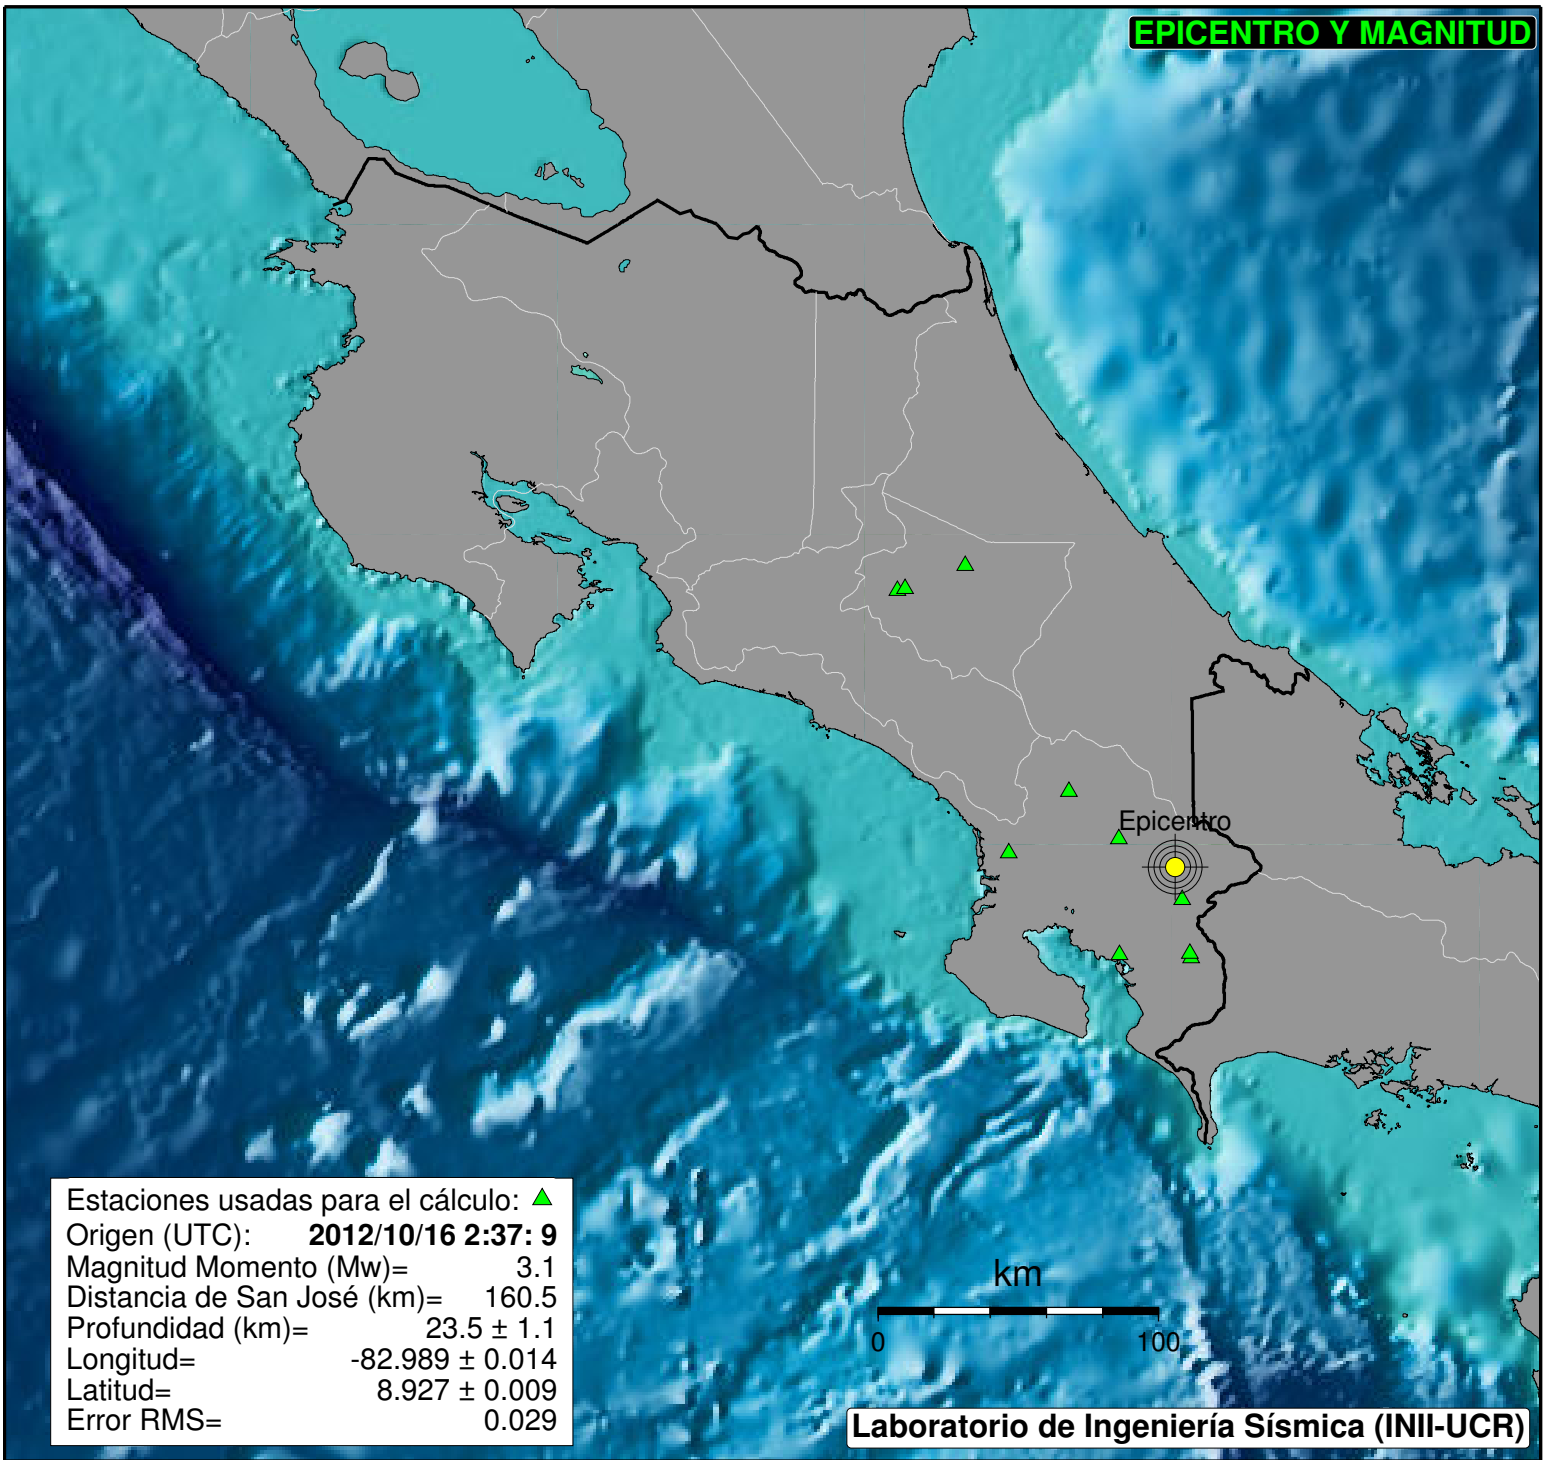 EPICENTRO Y MAGNITUD
Epicentro
Estaciones usadas para el cálculo:
Origen (UTC): 2012/10/16 2:37: 9
Magnitud Momento (Mw)= 3.1
Distancia de San José (km)= 160.5
Profundidad (km)= 23.5 ± 1.1
Longitud= -82.989 ± 0.014
Latitud= 8.927 ± 0.009
Error RMS= 0.029
km
0 100
Laboratorio de Ingeniería Sísmica (INII-UCR)